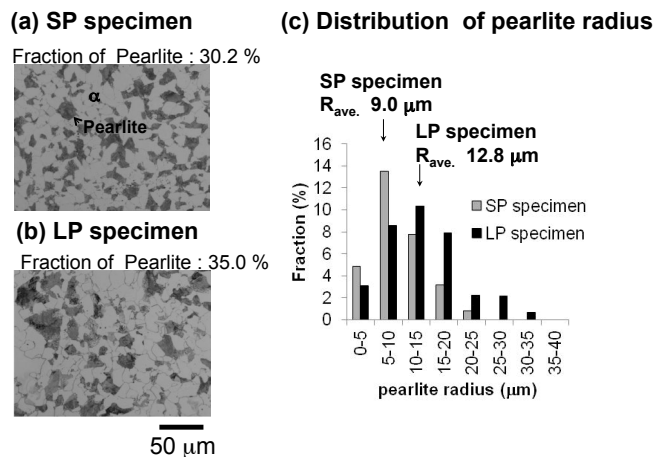 (a) SP specimen
Fraction of Pearlite : 30.2 %
α
Pearlite
(b) LP specimen
Fraction of Pearlite : 35.0 %
50 μm
(c) Distribution of pearlite radius
SP specimen
R ave. 9.0 μm
LP specimen
R ave. 12.8 μm
16
14
12
10
8
6
4
2
0
Fraction (%)
SP specimen
LP specimen
0-5
5-10
10-15
15-20
20-25
25-30
30-35
35-40
pearlite radius (μm)